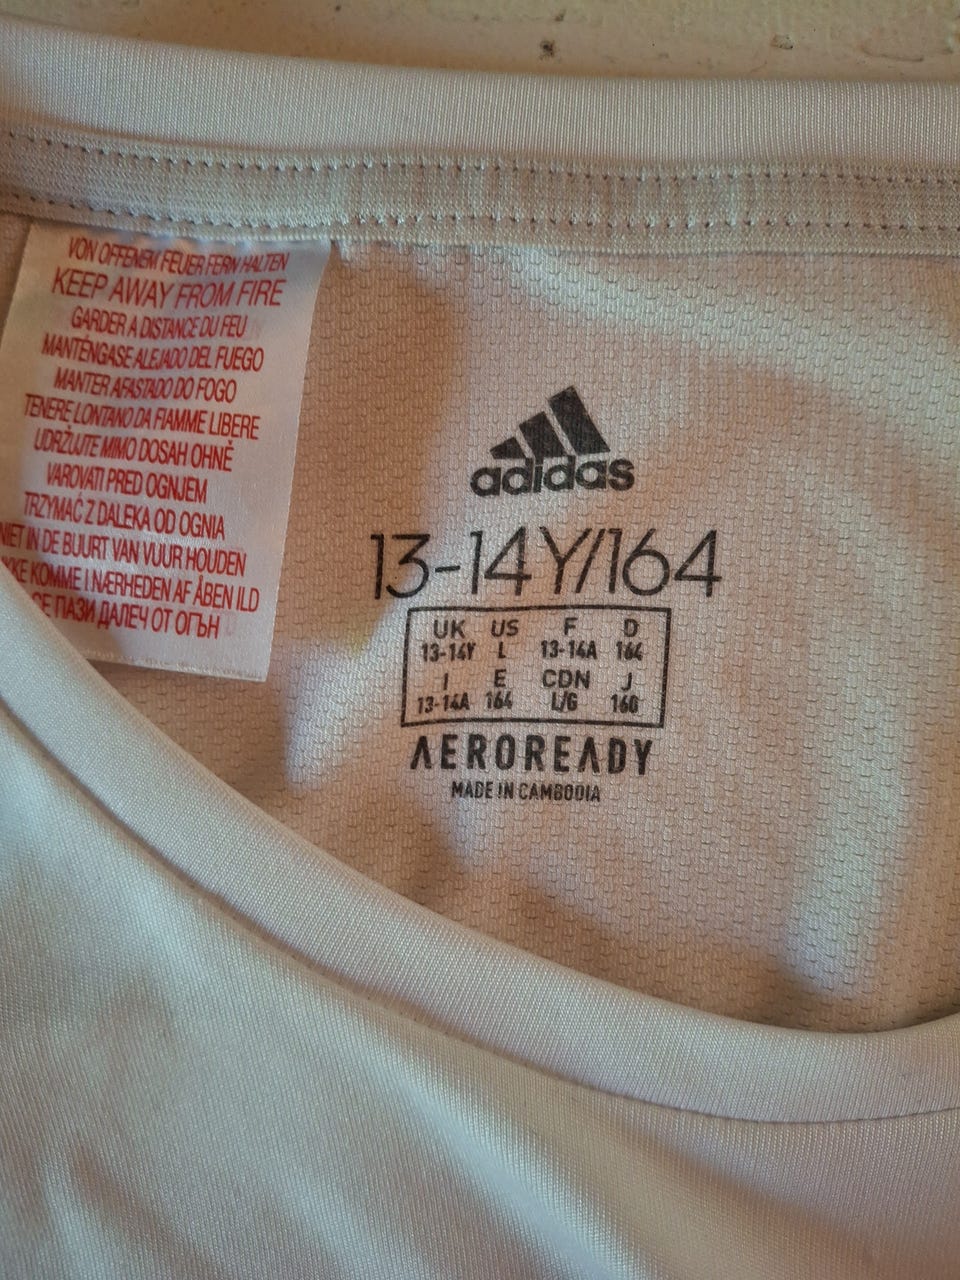 VON OFFENEM FEUER FERN HALTEN
KEEP AWAY FROM FIRE
GARDER A DISTANCE DU FEU
MANTÉNGASE ALEJADO DEL FUEGO
MANTER AFASTADO DO FOGO
TENERE LONTANO DA FIAMME LIBERE
UDRŽUJTE MIMO DOSAH OHNĚ
VAROVATI PRED OGNJEM
TRZYMAĆ Z DALEKA OD OGNIA
NIET IN DE BUURT VAN VUUR HOUDEN
KOMME I NÆRHEDEN AF ÅBEN ILD
СЕ ПАЗИ ДАЛЕЧ ОТ ОГЪН
adidas
13-14Y/164
UK US F D
13-14Y L 13-14A 164
I E CDN J
13-14A 164 L/G 160
AEROREADY
MADE IN CAMBODIA